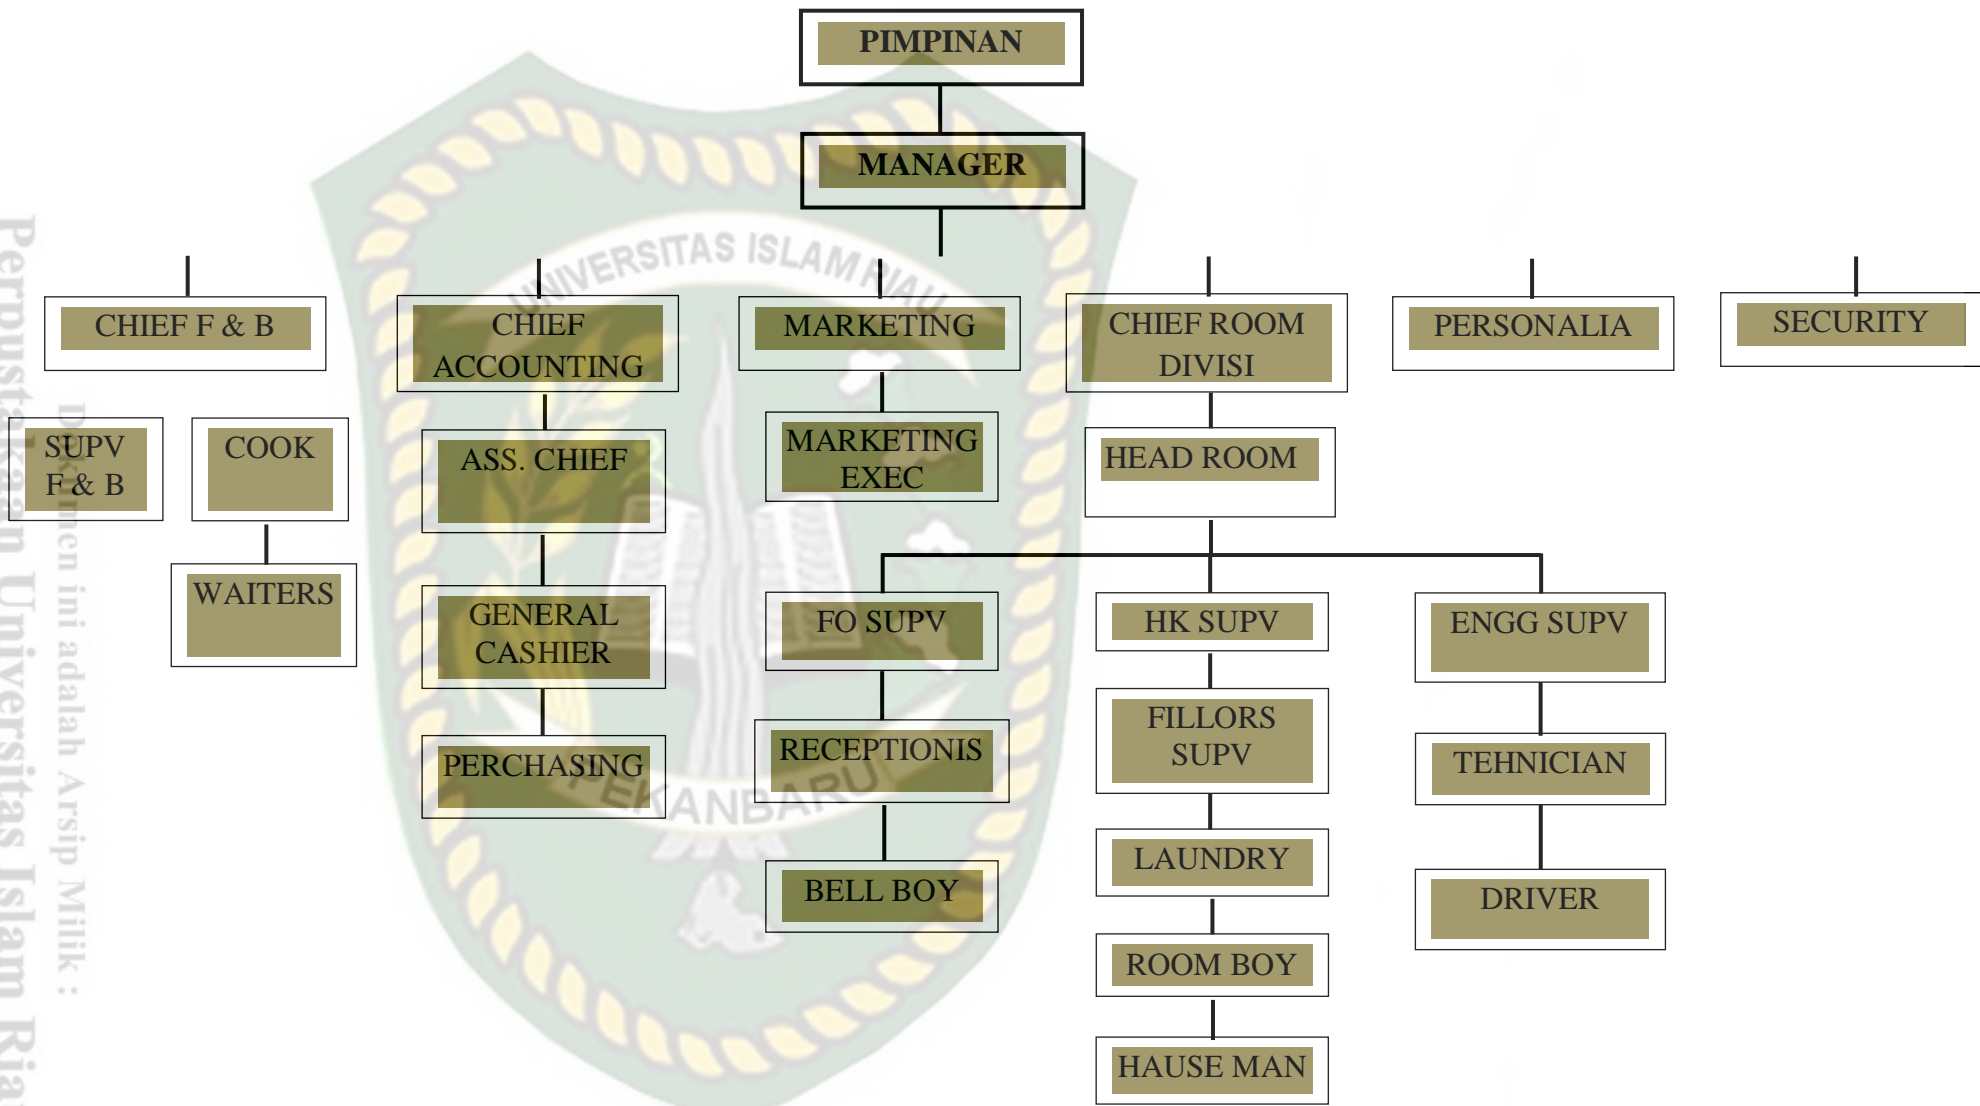 PIMPINAN
MANAGER
CHIEF F & B
CHIEF
ACCOUNTING
MARKETING
CHIEF ROOM
DIVISI
PERSONALIA
SECURITY
SUPV
F & B
COOK
ASS. CHIEF
MARKETING
EXEC
HEAD ROOM
WAITERS
GENERAL
CASHIER
FO SUPV
HK SUPV
ENGG SUPV
PERCHASING
RECEPTIONIS
FILLORS
SUPV
TEHNICIAN
BELL BOY
LAUNDRY
DRIVER
ROOM BOY
HAUSE MAN
UNIVERSITAS ISLAM RIAU
PEKANBARU
Perpustakaan Universitas Islam Riau
Dokumen ini adalah Arsip Milik :